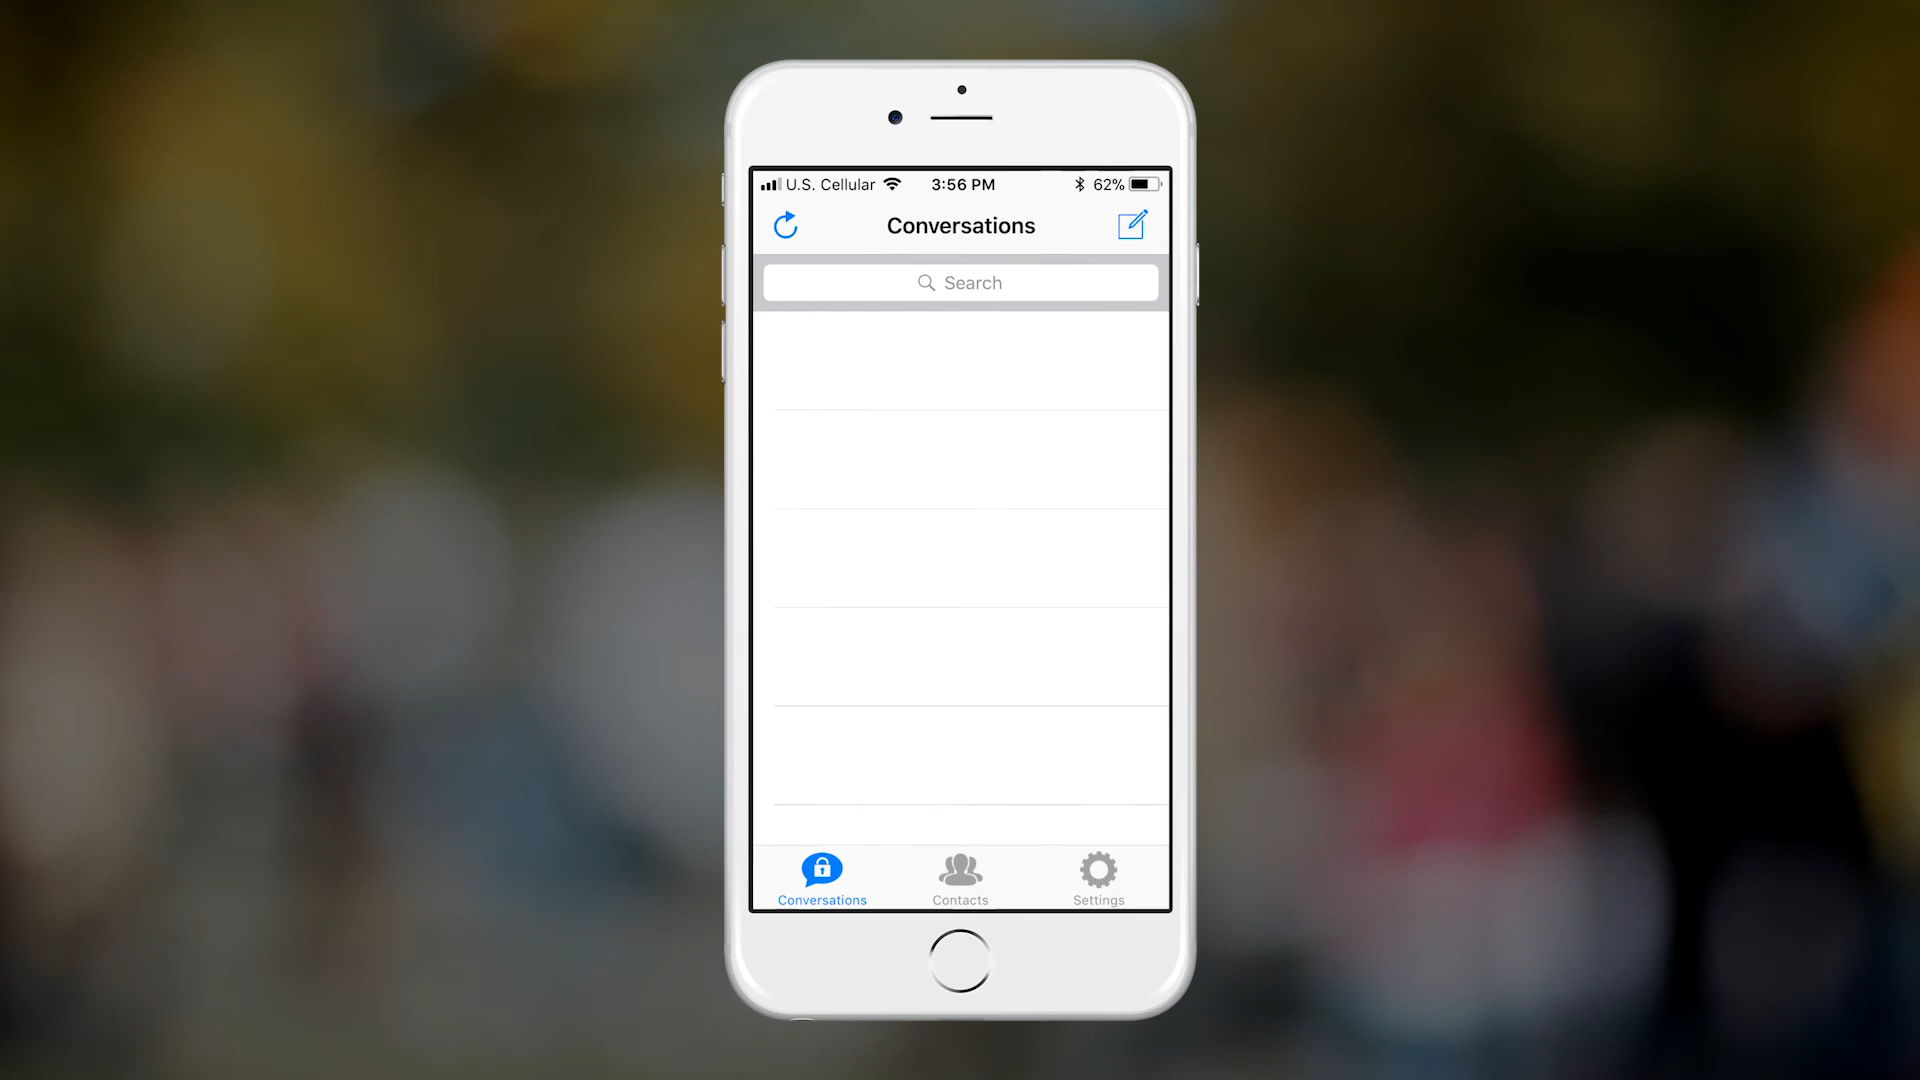 U.S. Cellular 3:56 PM 62%
Conversations
Search
Conversations Contacts Settings